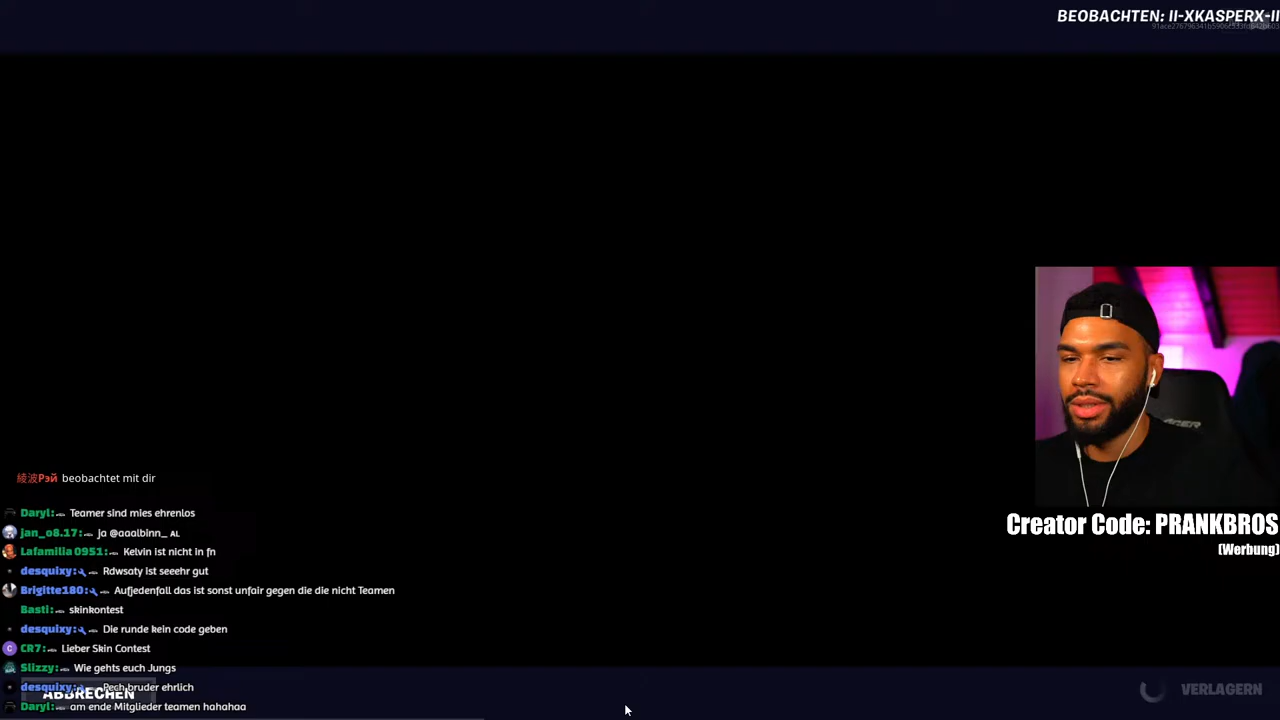 BEOBACHTEN: II-XKASPERX-II
綾波Рэй beobachtet mit dir
Daryl: Teamer sind mies ehrenlos
jan_08.17: ja @aaalbinn_ AL
Lafamilia 0951: Kelvin ist nicht in fn
desquixy: Rdwsaty ist seeehr gut
Brigitte180: Aufjedenfall das ist sonst unfair gegen die die nicht Teamen
Basti: skinkontest
desquixy: Die runde kein code geben
CR7: Lieber Skin Contest
Slizzy: Wie gehts euch Jungs
desquixy: Pech bruder ehrlich
ABBRECHEN
Daryl: am ende Mitglieder teamen hahahaa
Creator Code: PRANKBROS
(Werbung)
VERLAGERN